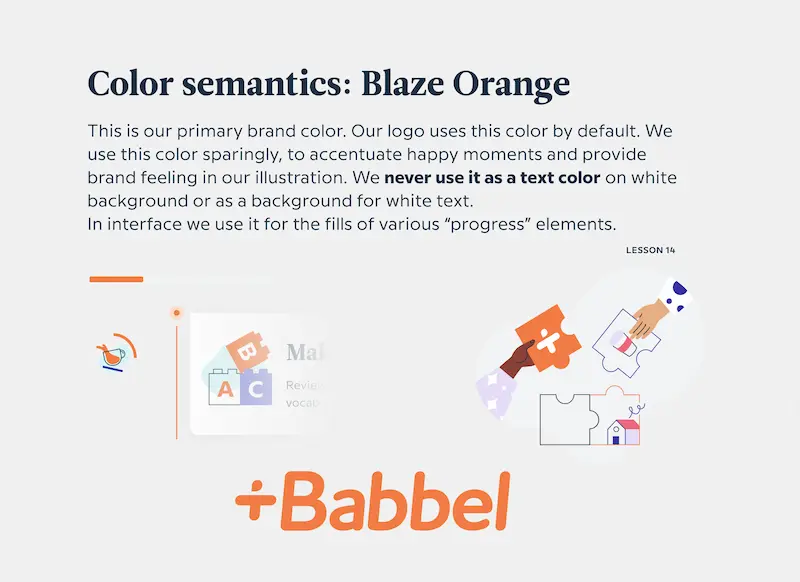 Color semantics: Blaze Orange
This is our primary brand color. Our logo uses this color by default. We
use this color sparingly, to accentuate happy moments and provide
brand feeling in our illustration. We never use it as a text color on white
background or as a background for white text.
In interface we use it for the fills of various “progress” elements.
LESSON 14
B
A C
Babbel